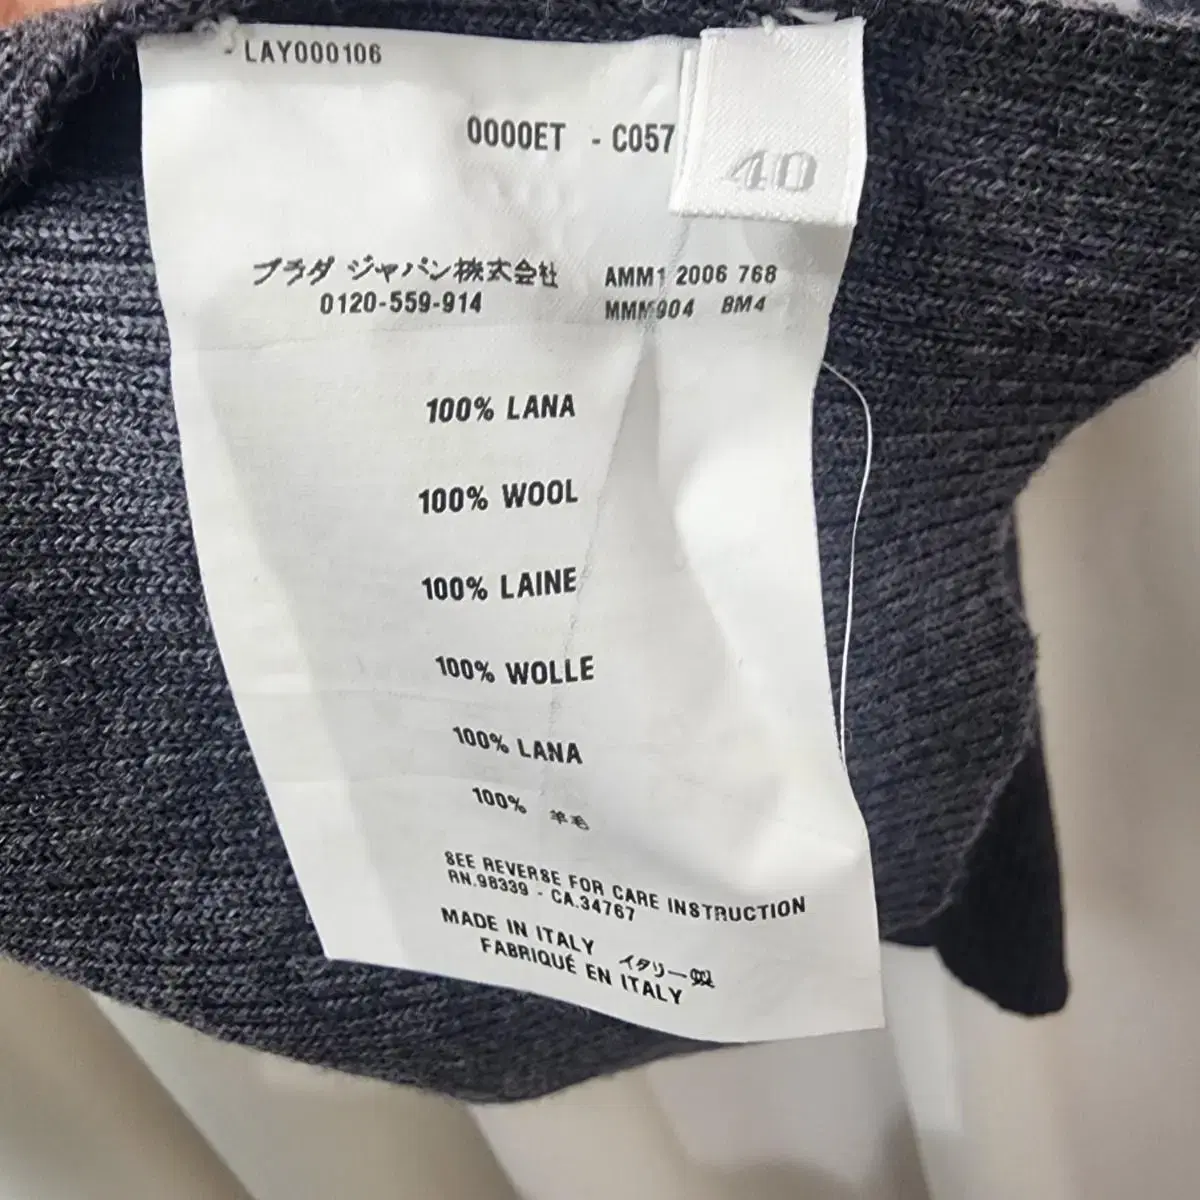 LAY000106
0000ET - C057
40
プラダ ジャパン株式会社
0120-559-914
AMM1 2006 768
MMM904 BM4
100% LANA
100% WOOL
100% LAINE
100% WOLLE
100% LANA
100% 羊毛
SEE REVERSE FOR CARE INSTRUCTION
RN.98339 - CA.34767
MADE IN ITALY イタリー製
FABRIQUÉ EN ITALY